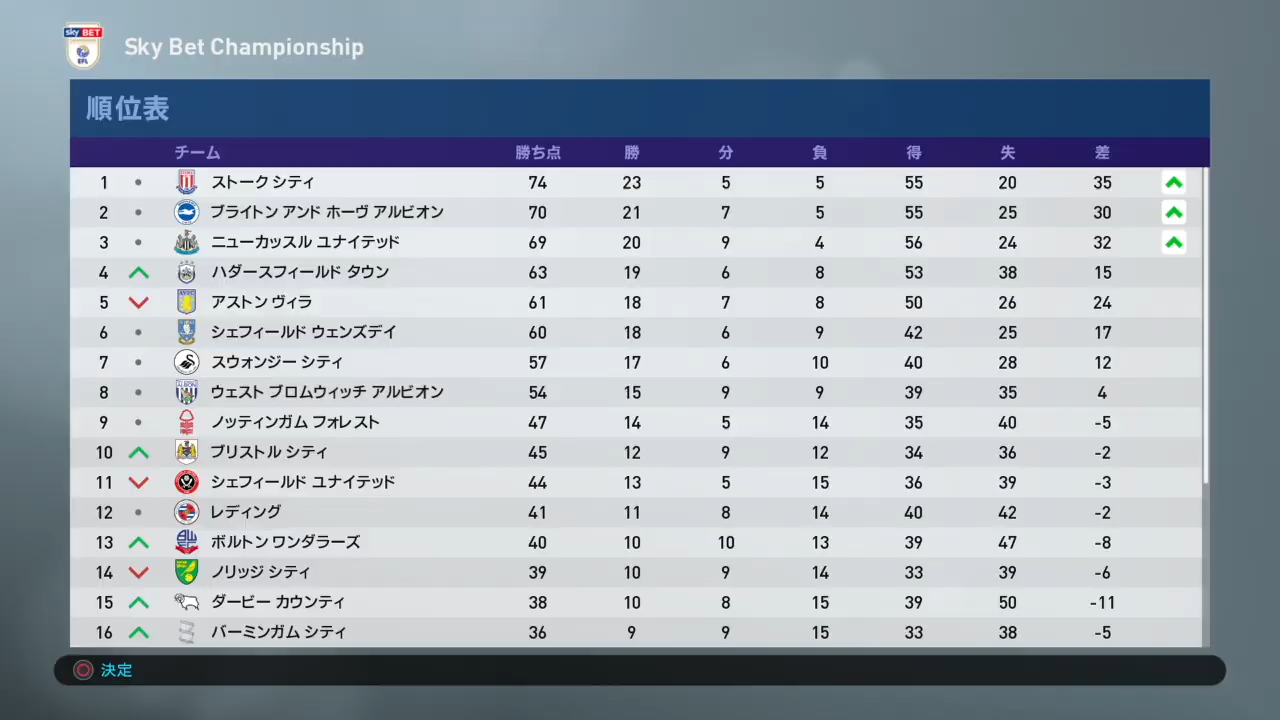 sky BET
EFL
Sky Bet Championship
順位表
チーム 勝ち点 勝 分 負 得 失 差
1 ストーク シティ 74 23 5 5 55 20 35
2 ブライトン アンド ホーヴ アルビオン 70 21 7 5 55 25 30
3 ニューカッスル ユナイテッド 69 20 9 4 56 24 32
4 ハダースフィールド タウン 63 19 6 8 53 38 15
5 アストン ヴィラ 61 18 7 8 50 26 24
6 シェフィールド ウェンズデイ 60 18 6 9 42 25 17
7 スウォンジー シティ 57 17 6 10 40 28 12
8 ウェスト ブロムウィッチ アルビオン 54 15 9 9 39 35 4
9 ノッティンガム フォレスト 47 14 5 14 35 40 -5
10 ブリストル シティ 45 12 9 12 34 36 -2
11 シェフィールド ユナイテッド 44 13 5 15 36 39 -3
12 レディング 41 11 8 14 40 42 -2
13 ボルトン ワンダラーズ 40 10 10 13 39 47 -8
14 ノリッジ シティ 39 10 9 14 33 39 -6
15 ダービー カウンティ 38 10 8 15 39 50 -11
16 バーミンガム シティ 36 9 9 15 33 38 -5
決定